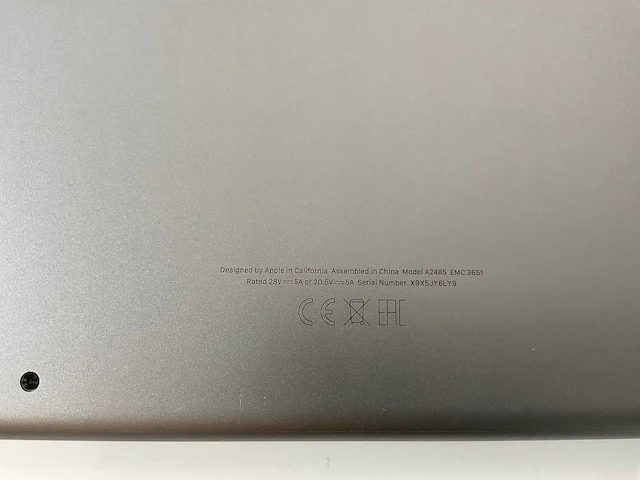 Designed by Apple in California Assembled in China Model A2485 EMC 3651
Rated 28V⎓5A or 20.5V⎓5A Serial Number X9X5JY6LY9
CE EAC